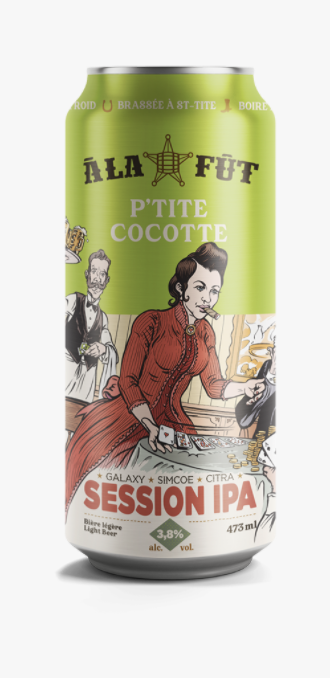 ROID BRASSÉE À ST-TITE BOIRE
À LA FÛT
P'TITE
COCOTTE
★ GALAXY ★ SIMCOE ★ CITRA ★
SESSION IPA
Bière légère
Light Beer
3,8%
alc. vol.
473 ml